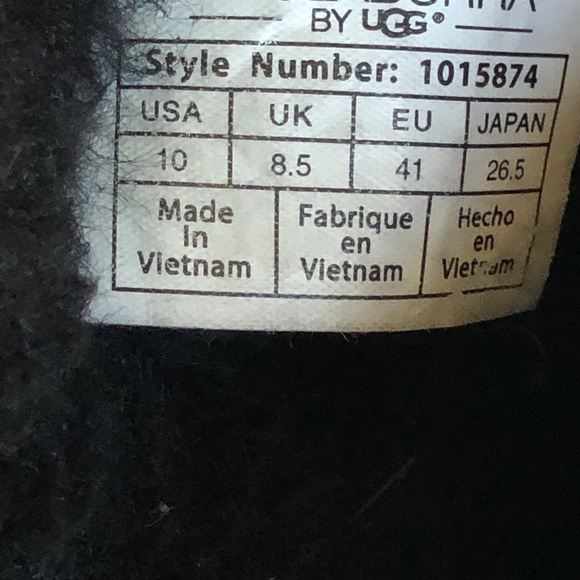 BY UGG®
Style Number: 1015874
USA UK EU JAPAN
10 8.5 41 26.5
Made
In
Vietnam
Fabrique
en
Vietnam
Hecho
en
Vietnam